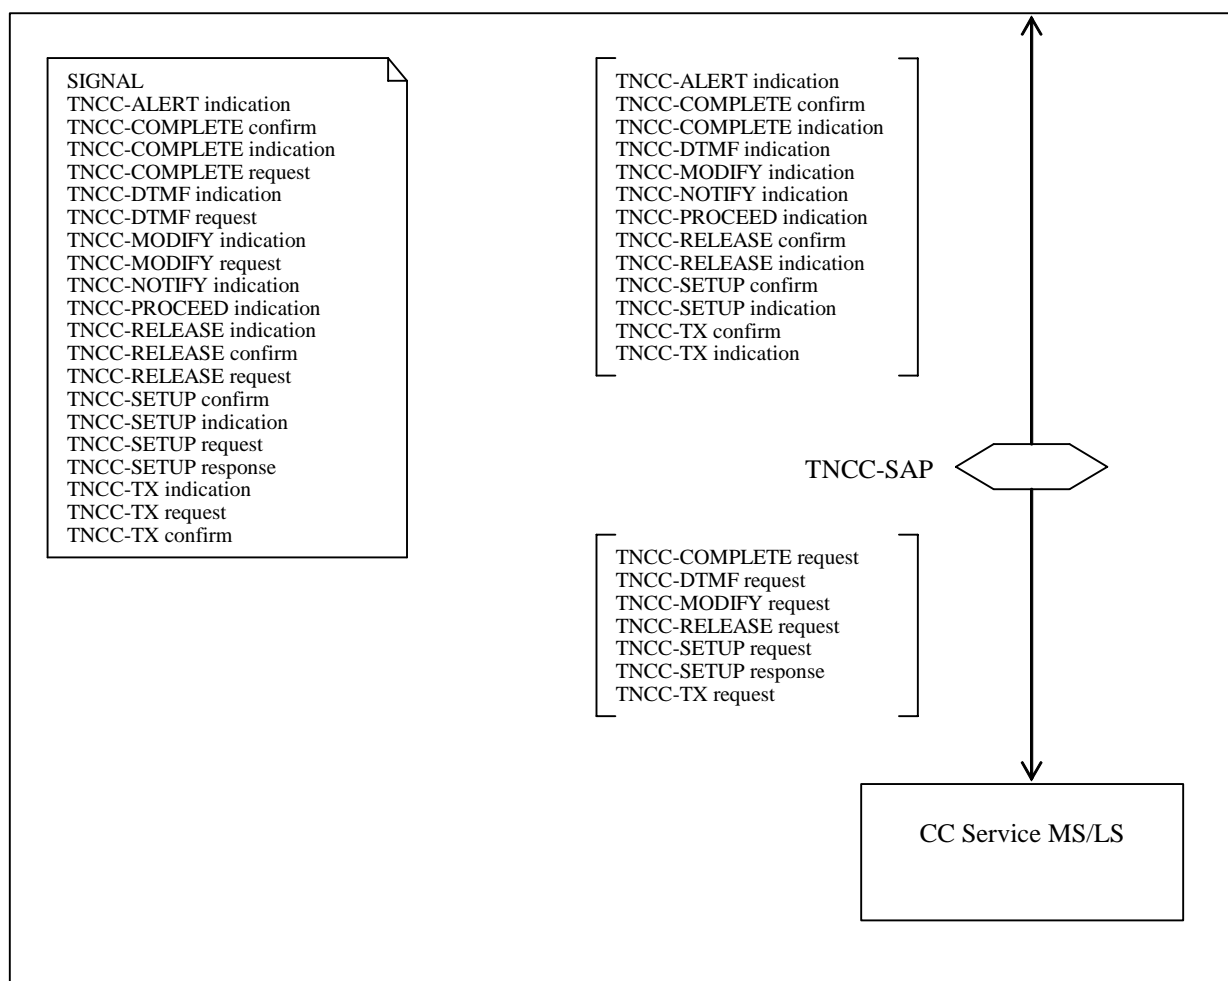 SIGNAL
TNCC-ALERT indication
TNCC-COMPLETE confirm
TNCC-COMPLETE indication
TNCC-COMPLETE request
TNCC-DTMF indication
TNCC-DTMF request
TNCC-MODIFY indication
TNCC-MODIFY request
TNCC-NOTIFY indication
TNCC-PROCEED indication
TNCC-RELEASE indication
TNCC-RELEASE confirm
TNCC-RELEASE request
TNCC-SETUP confirm
TNCC-SETUP indication
TNCC-SETUP request
TNCC-SETUP response
TNCC-TX indication
TNCC-TX request
TNCC-TX confirm
TNCC-ALERT indication
TNCC-COMPLETE confirm
TNCC-COMPLETE indication
TNCC-DTMF indication
TNCC-MODIFY indication
TNCC-NOTIFY indication
TNCC-PROCEED indication
TNCC-RELEASE confirm
TNCC-RELEASE indication
TNCC-SETUP confirm
TNCC-SETUP indication
TNCC-TX confirm
TNCC-TX indication
TNCC-SAP
TNCC-COMPLETE request
TNCC-DTMF request
TNCC-MODIFY request
TNCC-RELEASE request
TNCC-SETUP request
TNCC-SETUP response
TNCC-TX request
CC Service MS/LS